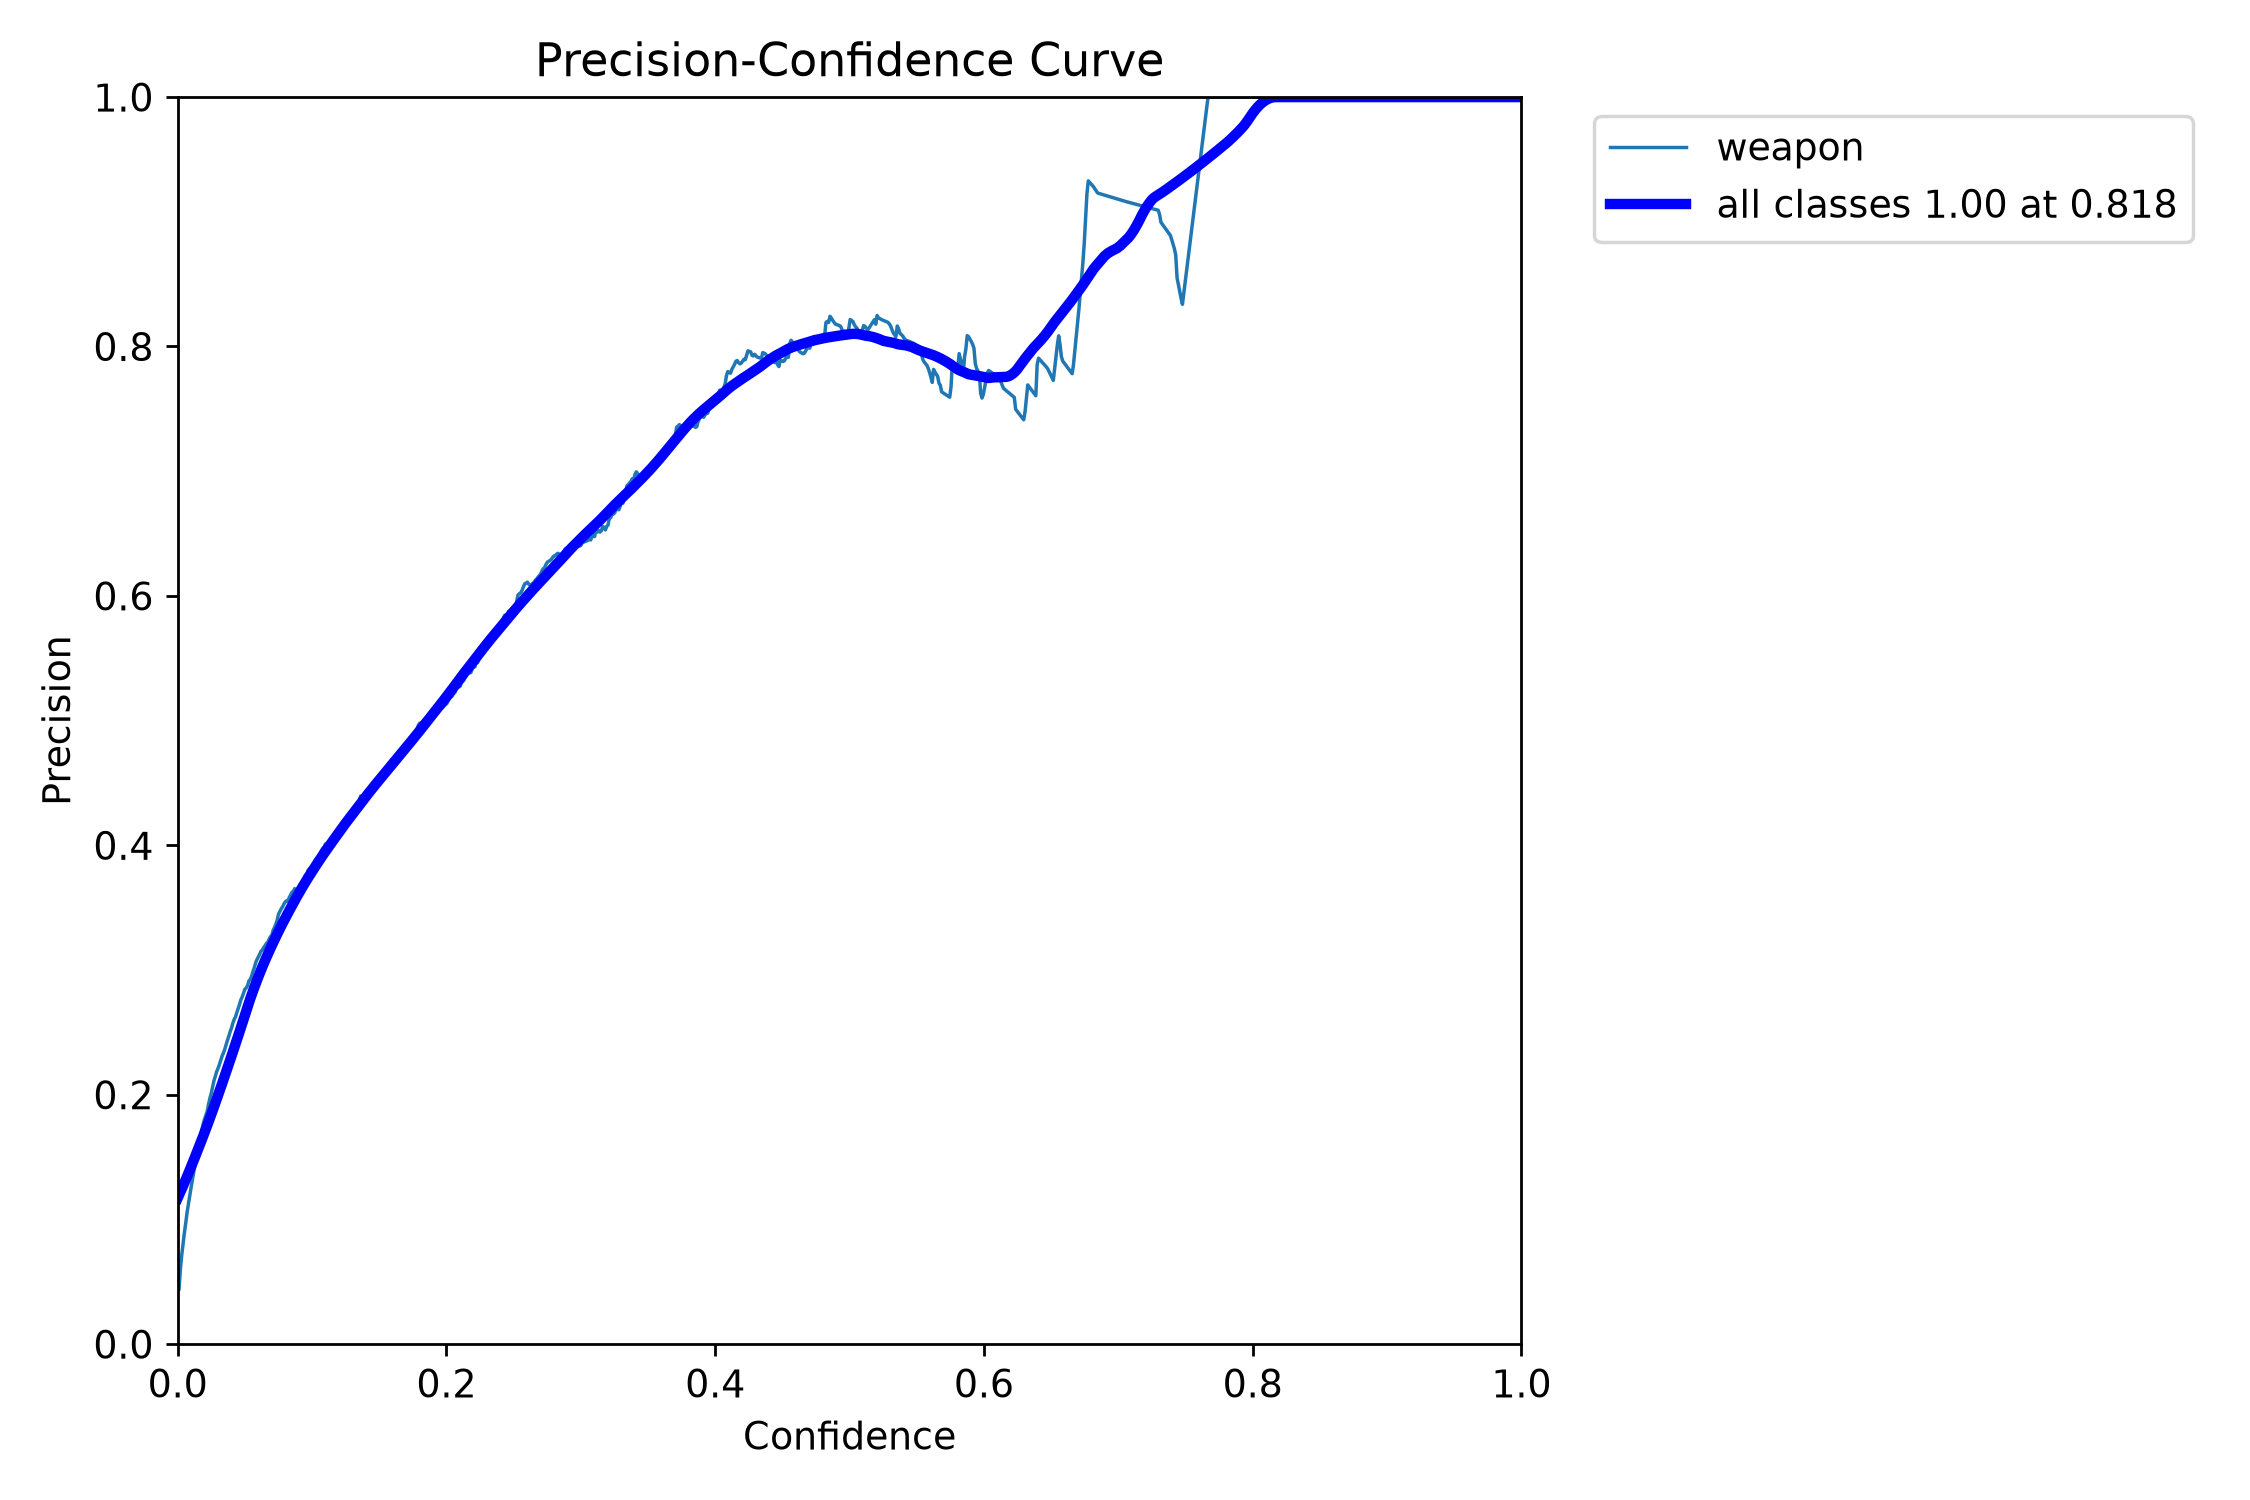 Precision-Confidence Curve
weapon
all classes 1.00 at 0.818
Precision
1.0
0.8
0.6
0.4
0.2
0.0
0.0 0.2 0.4 0.6 0.8 1.0
Confidence